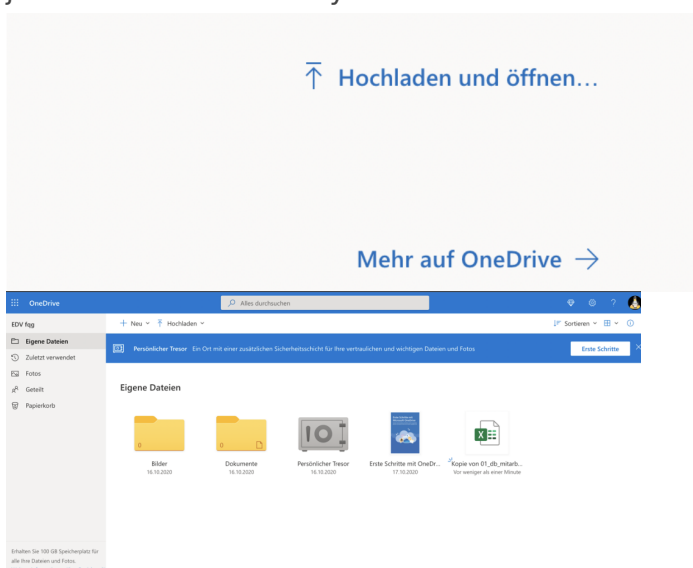 Hochladen und öffnen...
Mehr auf OneDrive
OneDrive
Alles durchsuchen
EDV fqg
Neu
Hochladen
Sortieren
Eigene Dateien
Zuletzt verwendet
Fotos
Geteilt
Papierkorb
Persönlicher Tresor Ein Ort mit einer zusätzlichen Sicherheitsschicht für Ihre vertraulichen und wichtigen Dateien und Fotos
Erste Schritte
Eigene Dateien
0
Bilder
16.10.2020
0
Dokumente
16.10.2020
Persönlicher Tresor
16.10.2020
Erste Schritte mit OneDr...
17.10.2020
Kopie von 01_db_mitarb...
Vor weniger als einer Minute
Erhalten Sie 100 GB Speicherplatz für
alle Ihre Dateien und Fotos.